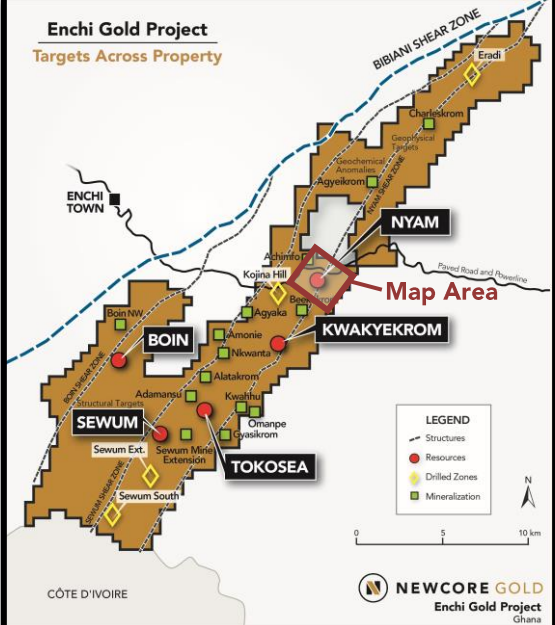 Enchi Gold Project
Targets Across Property
BIBIANI SHEAR ZONE
Eradi
Charleskrom
Geophysical
Targets
Geochemical
Anomalies
Agyeikrom
NYAM SHEAR ZONE
ENCHI
TOWN
NYAM
Achimfo
Kojina Hill
Paved Road and Powerline
Map Area
Boin NW
Agyaka
BOIN
Amonie
KWAKYEKROM
Nkwanta
BOIN SHEAR ZONE
Alatakrom
Structural Targets
Adamansu
Kwahhu
SEWUM
Omanpe
Gyasikrom
Sewum Ext.
Sewum Mine
Extension
TOKOSEA
SEWUM SHEAR ZONE
Sewum South
LEGEND
Structures
Resources
Drilled Zones
Mineralization
N
0 5 10 km
CÔTE D'IVOIRE
N NEWCORE GOLD
Enchi Gold Project
Ghana